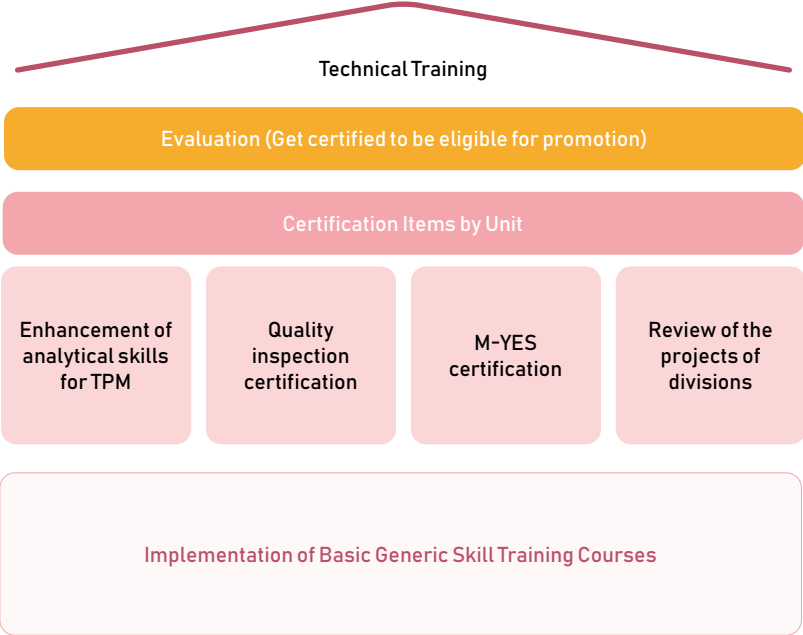 Technical Training
Evaluation (Get certified to be eligible for promotion)
Certification Items by Unit
Enhancement of
analytical skills
for TPM
Quality
inspection
certification
M-YES
certification
Review of the
projects of
divisions
Implementation of Basic Generic Skill Training Courses